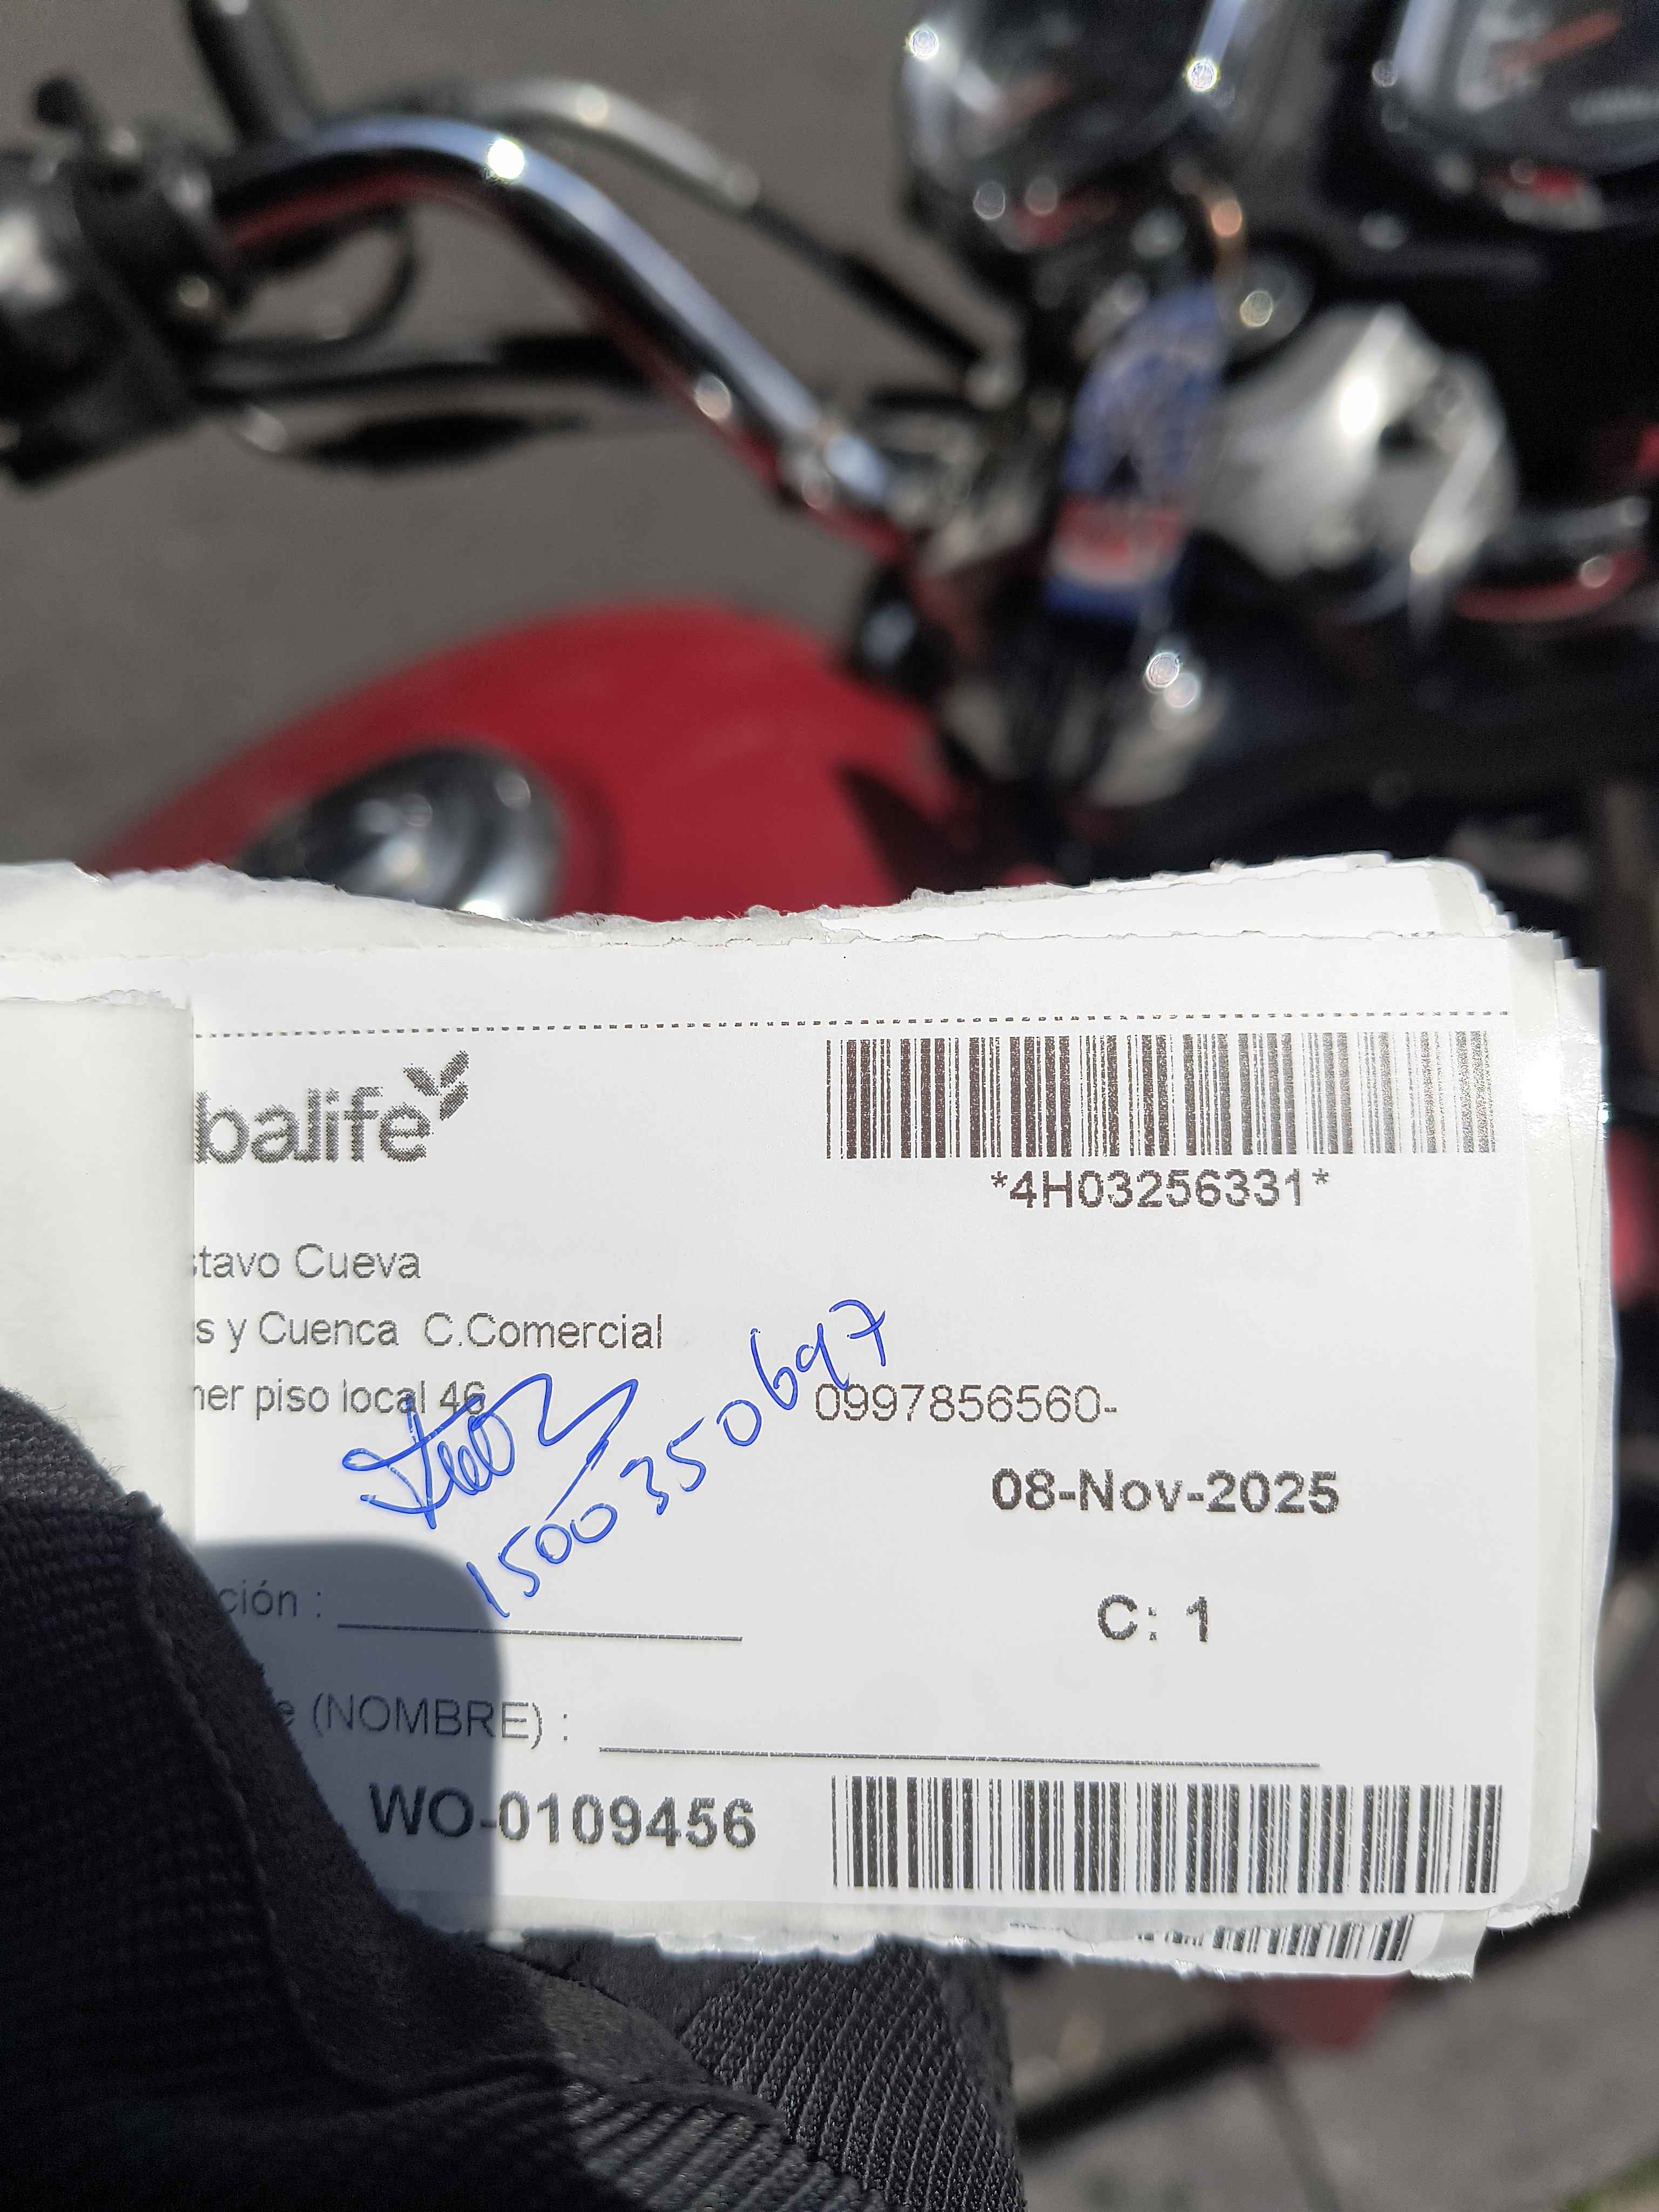 balife
*4H03256331*
stavo Cueva
s y Cuenca C.Comercial
ner piso local 46
0997856560-
1500350697
08-Nov-2025
ción :
C: 1
e (NOMBRE) :
WO-0109456